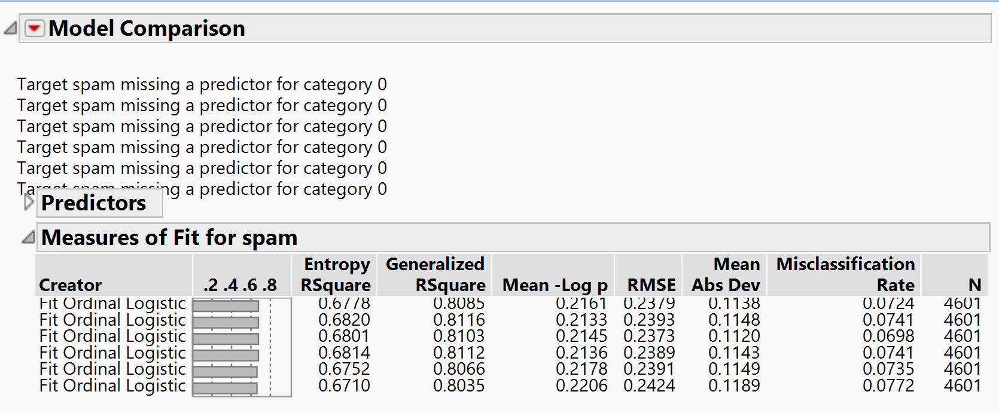 Model Comparison
Target spam missing a predictor for category 0
Target spam missing a predictor for category 0
Target spam missing a predictor for category 0
Target spam missing a predictor for category 0
Target spam missing a predictor for category 0
Target spam missing a predictor for category 0
Predictors
Measures of Fit for spam
Entropy Generalized Mean Misclassification
Creator .2 .4 .6 .8 RSquare RSquare Mean -Log p RMSE Abs Dev Rate N
Fit Ordinal Logistic 0.6778 0.8085 0.2161 0.2379 0.1138 0.0724 4601
Fit Ordinal Logistic 0.6820 0.8116 0.2133 0.2393 0.1148 0.0741 4601
Fit Ordinal Logistic 0.6801 0.8103 0.2145 0.2373 0.1120 0.0698 4601
Fit Ordinal Logistic 0.6814 0.8112 0.2136 0.2389 0.1143 0.0741 4601
Fit Ordinal Logistic 0.6752 0.8066 0.2178 0.2391 0.1149 0.0735 4601
Fit Ordinal Logistic 0.6710 0.8035 0.2206 0.2424 0.1189 0.0772 4601